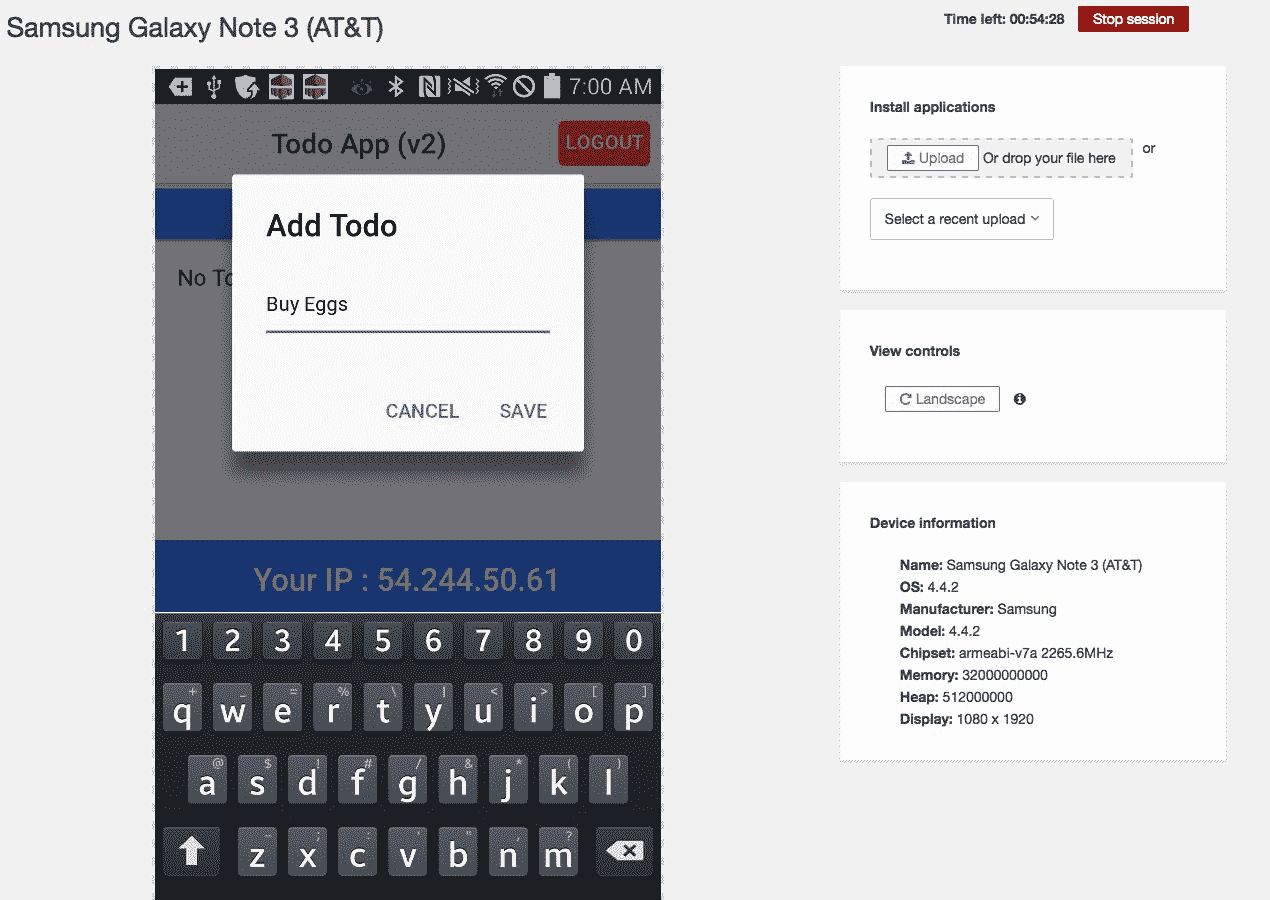 Samsung Galaxy Note 3 (AT&T)
Time left: 00:54:28
Stop session
7:00 AM
Todo App (v2)
LOGOUT
Add Todo
No To
Buy Eggs
CANCEL SAVE
Your IP : 54.244.50.61
1 2 3 4 5 6 7 8 9 0
+ _ = % \ | < > [ ]
q w e r t y u i o p
@ $ ! # / & * ( )
a s d f g h j k l
z x c v b n m
Install applications
Upload Or drop your file here or
Select a recent upload
View controls
Landscape
Device information
Name: Samsung Galaxy Note 3 (AT&T)
OS: 4.4.2
Manufacturer: Samsung
Model: 4.4.2
Chipset: armeabi-v7a 2265.6MHz
Memory: 32000000000
Heap: 512000000
Display: 1080 x 1920